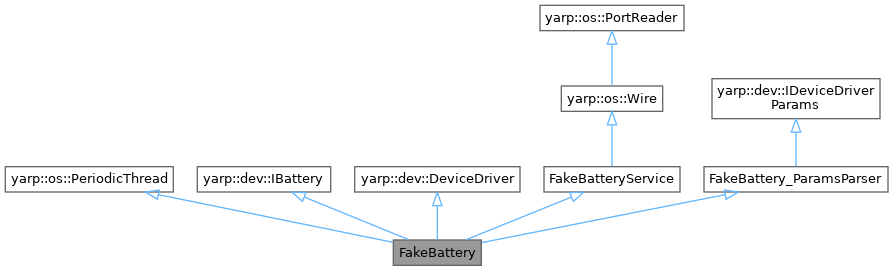 yarp::os::PortReader
yarp::os::Wire
yarp::dev::IDeviceDriver
Params
yarp::os::PeriodicThread
yarp::dev::IBattery
yarp::dev::DeviceDriver
FakeBatteryService
FakeBattery_ParamsParser
FakeBattery